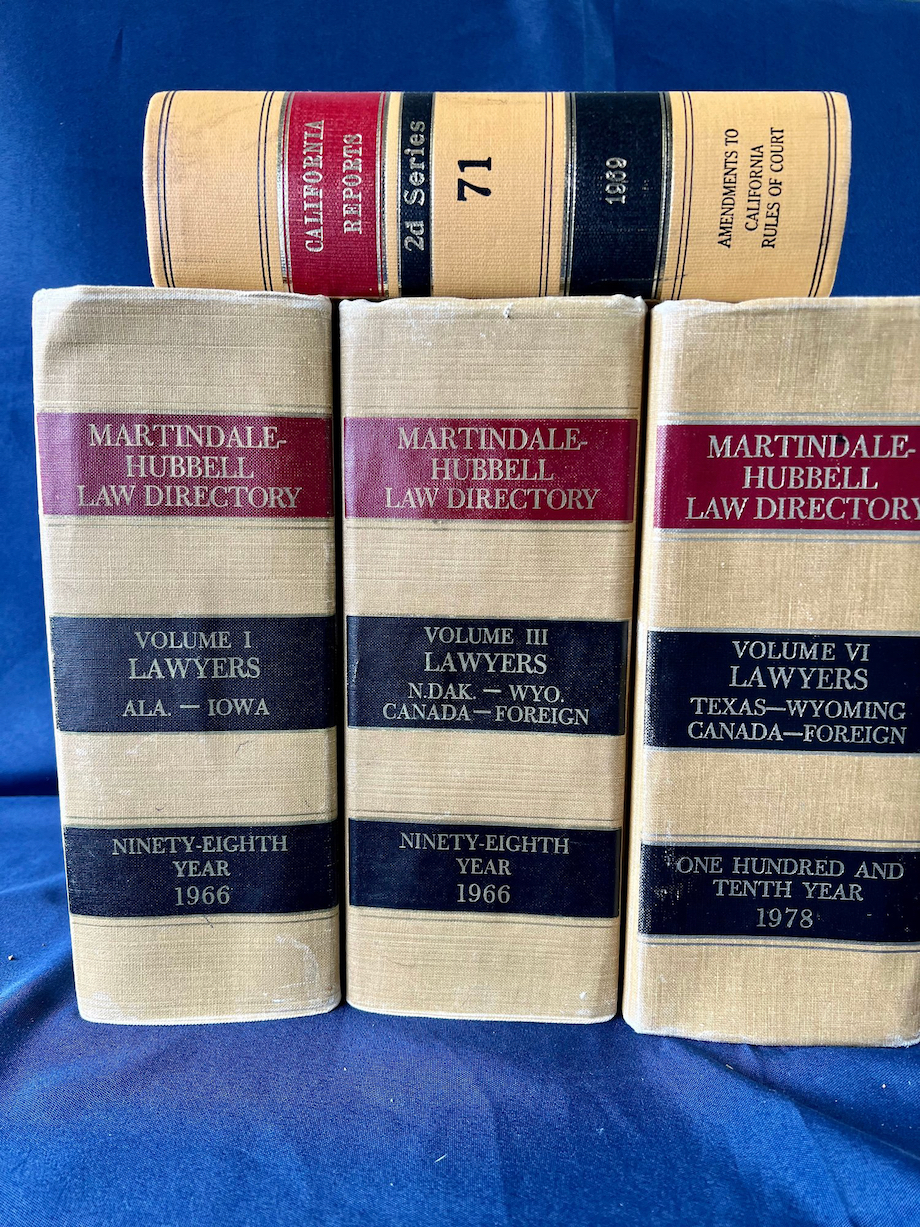 CALIFORNIA
REPORTS
2d Series
71
1969
AMENDMENTS TO
CALIFORNIA
RULES OF COURT
MARTINDALE-
HUBBELL
LAW DIRECTORY
VOLUME I
LAWYERS
ALA. — IOWA
NINETY-EIGHTH
YEAR
1966
MARTINDALE-
HUBBELL
LAW DIRECTORY
VOLUME III
LAWYERS
N.DAK. — WYO.
CANADA—FOREIGN
NINETY-EIGHTH
YEAR
1966
MARTINDALE-
HUBBELL
LAW DIRECTORY
VOLUME VI
LAWYERS
TEXAS—WYOMING
CANADA—FOREIGN
ONE HUNDRED AND
TENTH YEAR
1978